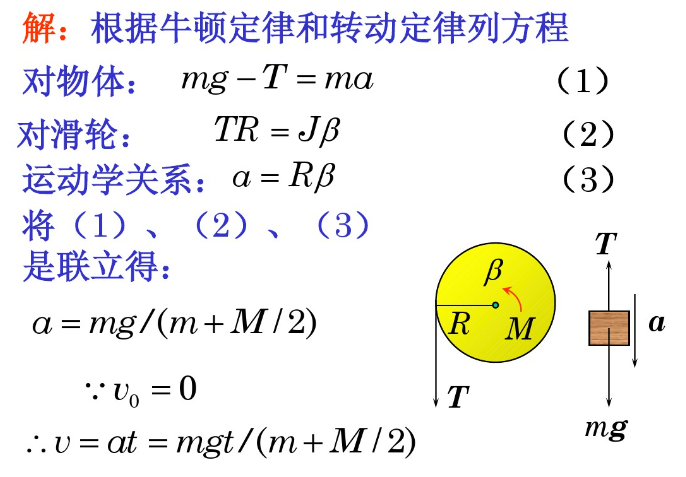 解：根据牛顿定律和转动定律列方程
对物体： mg − T = ma （1）
对滑轮： TR = Jβ （2）
运动学关系： a = Rβ （3）
将（1）、（2）、（3）
是联立得：
a = mg/(m + M/2)
∵ v₀ = 0
∴ v = at = mgt/(m + M/2)
β
R
M
T
T
a
mg